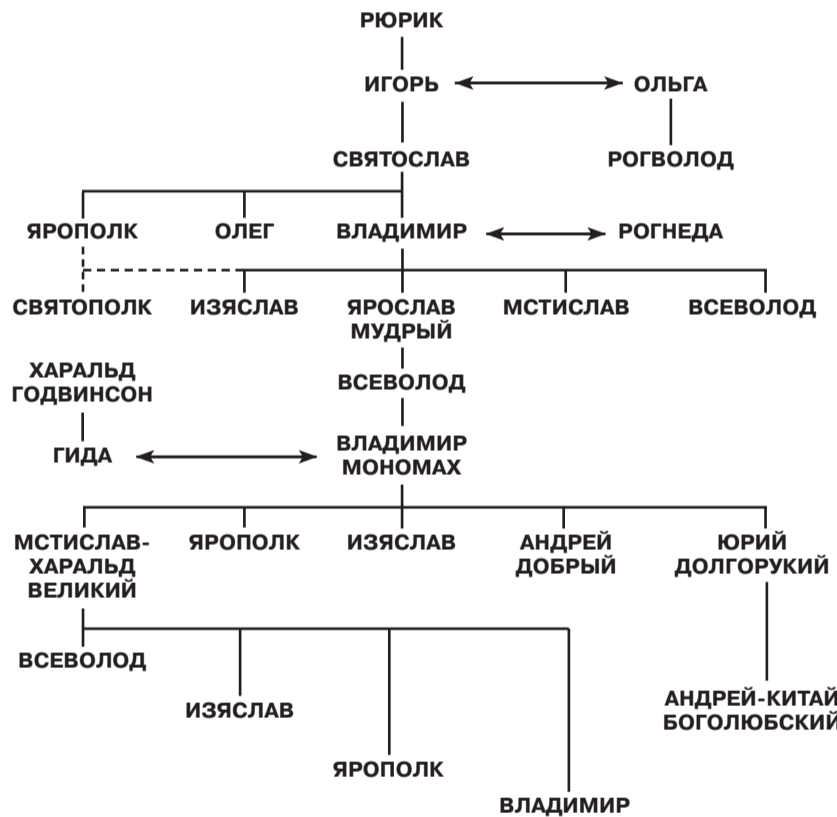 РЮРИК
ИГОРЬ
ОЛЬГА
СВЯТОСЛАВ
РОГВОЛОД
ЯРОПОЛК
ОЛЕГ
ВЛАДИМИР
РОГНЕДА
СВЯТОПОЛК
ИЗЯСЛАВ
ЯРОСЛАВ
МУДРЫЙ
МСТИСЛАВ
ВСЕВОЛОД
ХАРАЛЬД
ГОДВИНСОН
ВСЕВОЛОД
ГИДА
ВЛАДИМИР
МОНОМАХ
МСТИСЛАВ-
ХАРАЛЬД
ВЕЛИКИЙ
ЯРОПОЛК
ИЗЯСЛАВ
АНДРЕЙ
ДОБРЫЙ
ЮРИЙ
ДОЛГОРУКИЙ
ВСЕВОЛОД
ИЗЯСЛАВ
АНДРЕЙ-КИТАЙ
БОГОЛЮБСКИЙ
ЯРОПОЛК
ВЛАДИМИР